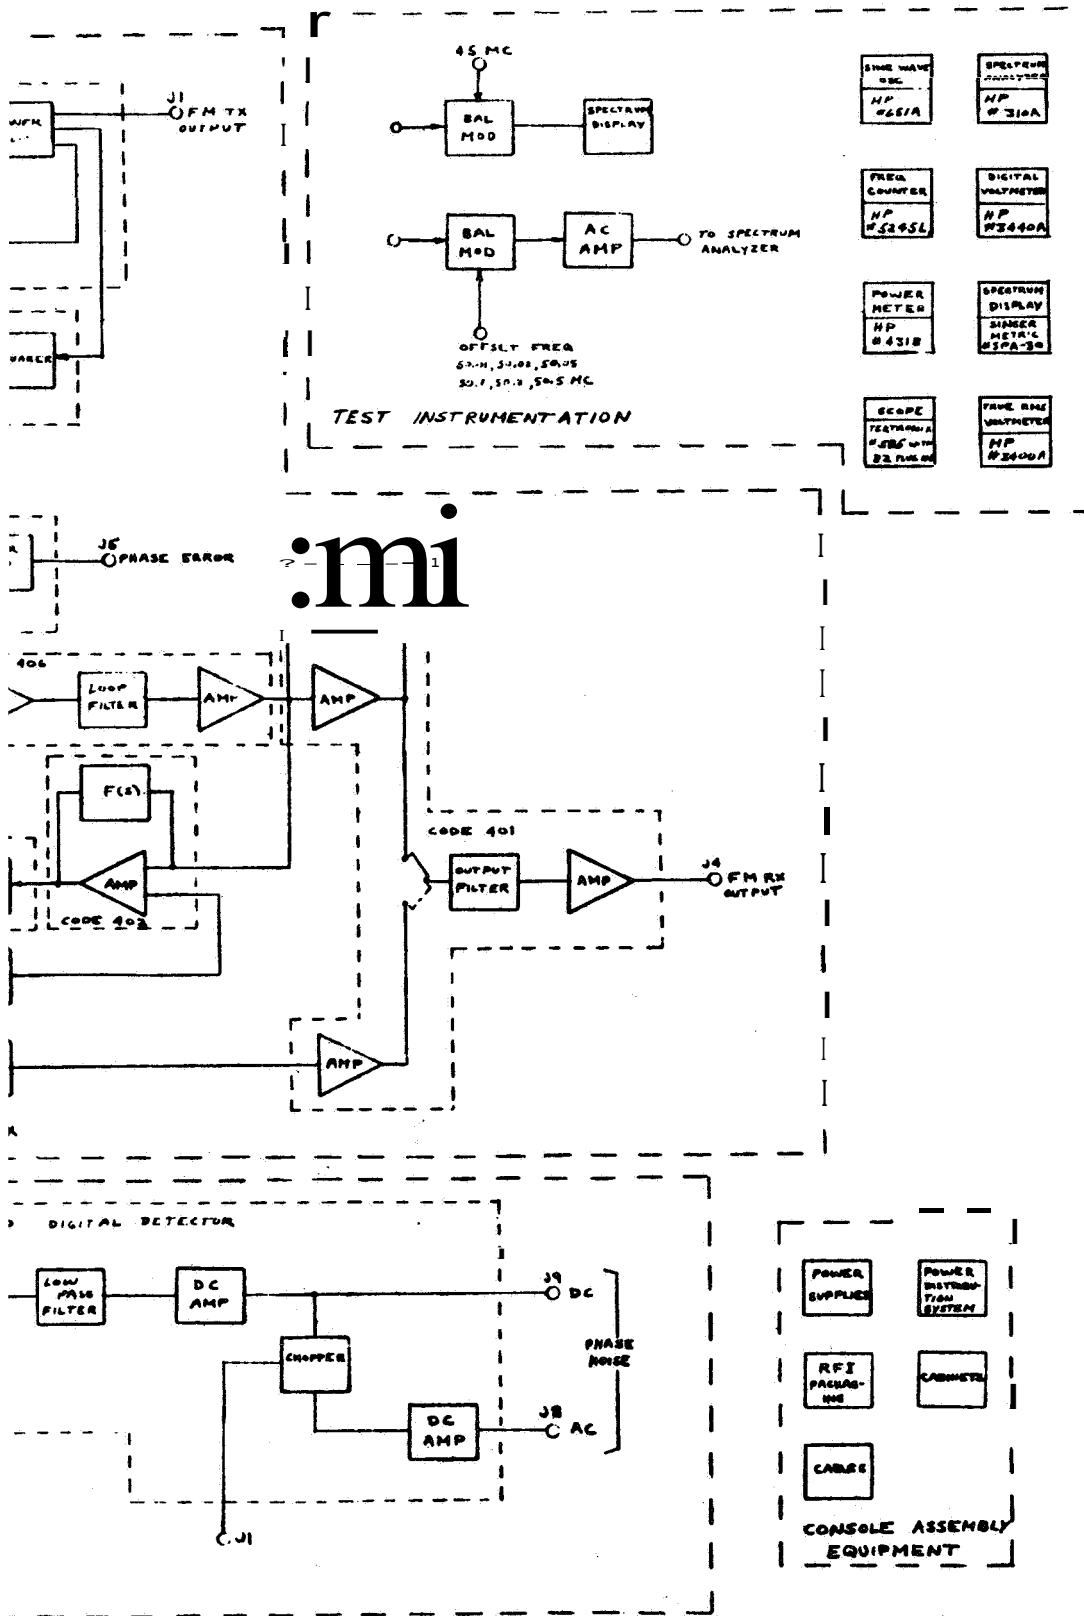 45 MC
BAL
MOD
SPECTRUM
DISPLAY
BAL
MOD
AC
AMP
TO SPECTRUM
ANALYZER
OFFSET FREQ
TEST INSTRUMENTATION
SINE WAVE
OSC
HP
#651A
SPECTRUM
HP
# 310A
FREQ
COUNTER
HP
#5245L
DIGITAL
VOLTMETER
HP
#3440A
POWER
METER
HP
#431B
SPECTRUM
DISPLAY
SINGER
METRIC
#SPA-30
SCOPE
TEKTRONIX
TRUE RMS
VOLTMETER
HP
#3400A
J1
FM TX
OUTPUT
J5
PHASE ERROR
:mi
406
LOOP
FILTER
AMP
AMP
F(S)
AMP
CODE 402
CODE 401
OUTPUT
FILTER
AMP
J4
FM RX
OUTPUT
AMP
DIGITAL DETECTOR
LOW
PASS
FILTER
DC
AMP
CHOPPER
DC
AMP
J9
DC
PHASE
NOISE
J8
AC
J1
POWER
SUPPLIES
POWER
DISTRIBU-
TION
SYSTEM
RFI
PACKAG-
ING
CABINETS
CABLES
CONSOLE ASSEMBLY
EQUIPMENT